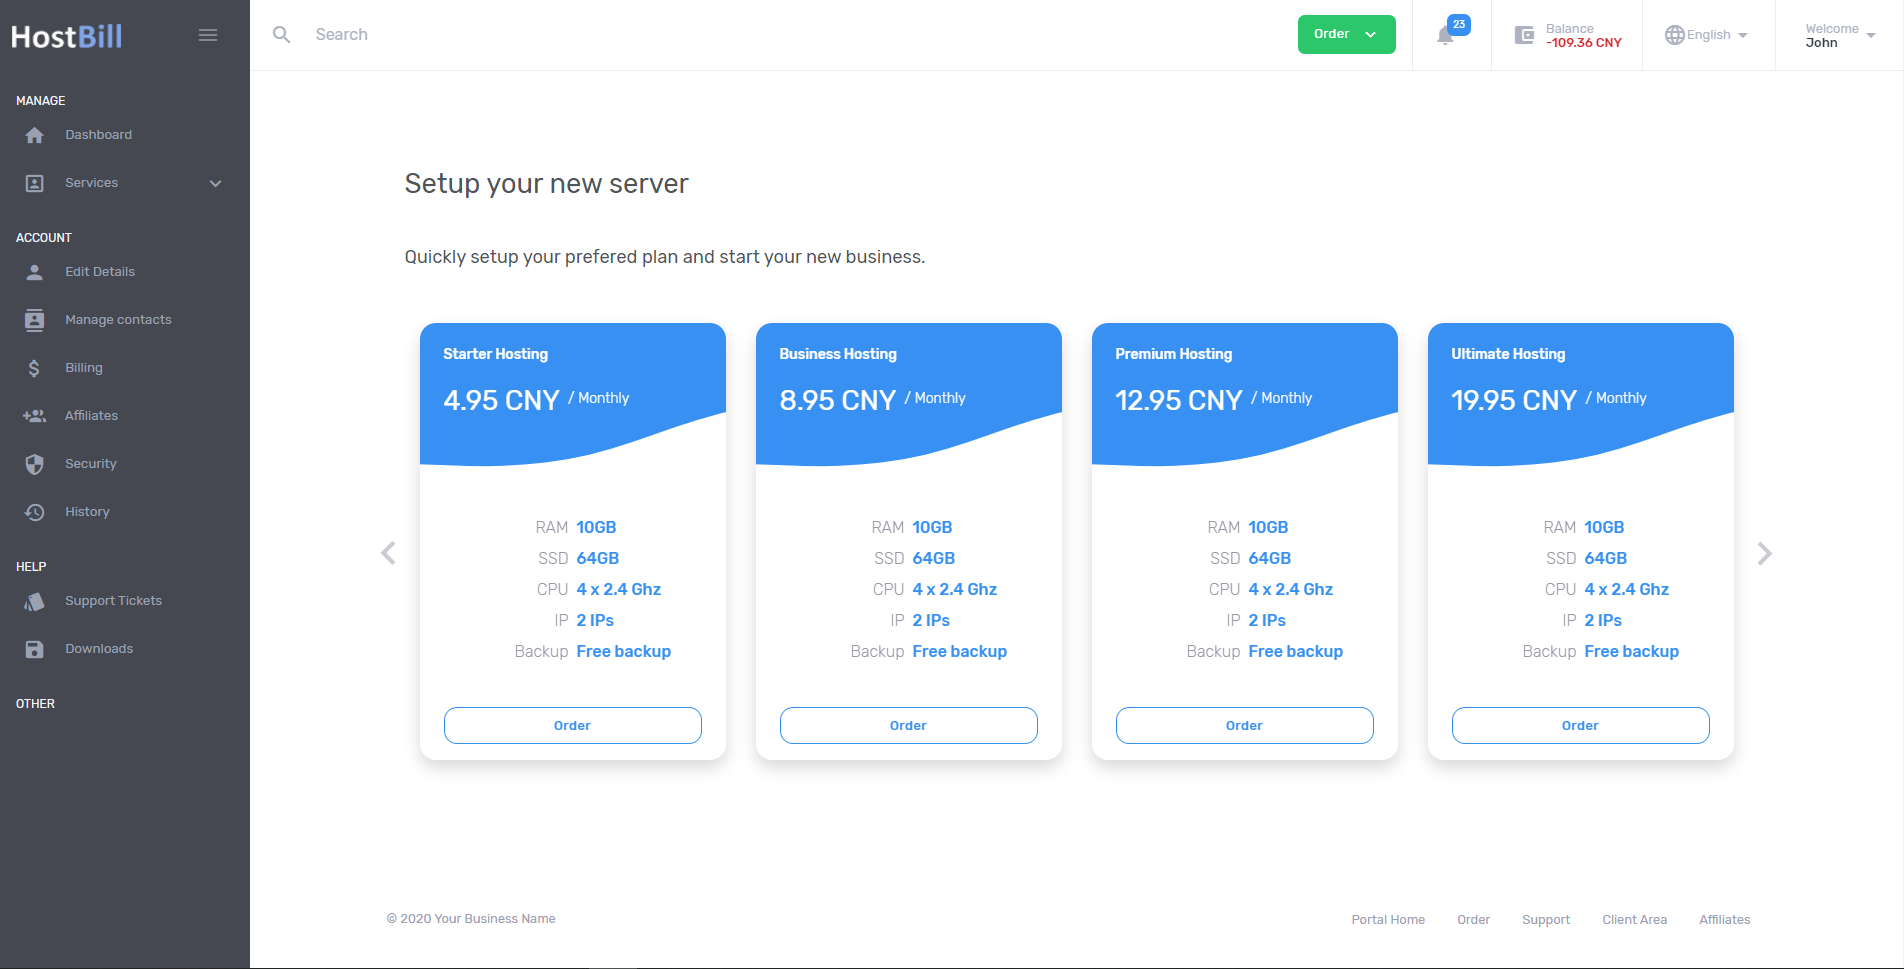 HostBill
Search
Order
23
Balance
-109.36 CNY
English
Welcome
John
MANAGE
Dashboard
Services
ACCOUNT
Edit Details
Manage contacts
Billing
Affiliates
Security
History
HELP
Support Tickets
Downloads
OTHER
Setup your new server
Quickly setup your prefered plan and start your new business.
Starter Hosting
4.95 CNY / Monthly
RAM 10GB
SSD 64GB
CPU 4 x 2.4 Ghz
IP 2 IPs
Backup Free backup
Order
Business Hosting
8.95 CNY / Monthly
RAM 10GB
SSD 64GB
CPU 4 x 2.4 Ghz
IP 2 IPs
Backup Free backup
Order
Premium Hosting
12.95 CNY / Monthly
RAM 10GB
SSD 64GB
CPU 4 x 2.4 Ghz
IP 2 IPs
Backup Free backup
Order
Ultimate Hosting
19.95 CNY / Monthly
RAM 10GB
SSD 64GB
CPU 4 x 2.4 Ghz
IP 2 IPs
Backup Free backup
Order
© 2020 Your Business Name
Portal Home Order Support Client Area Affiliates